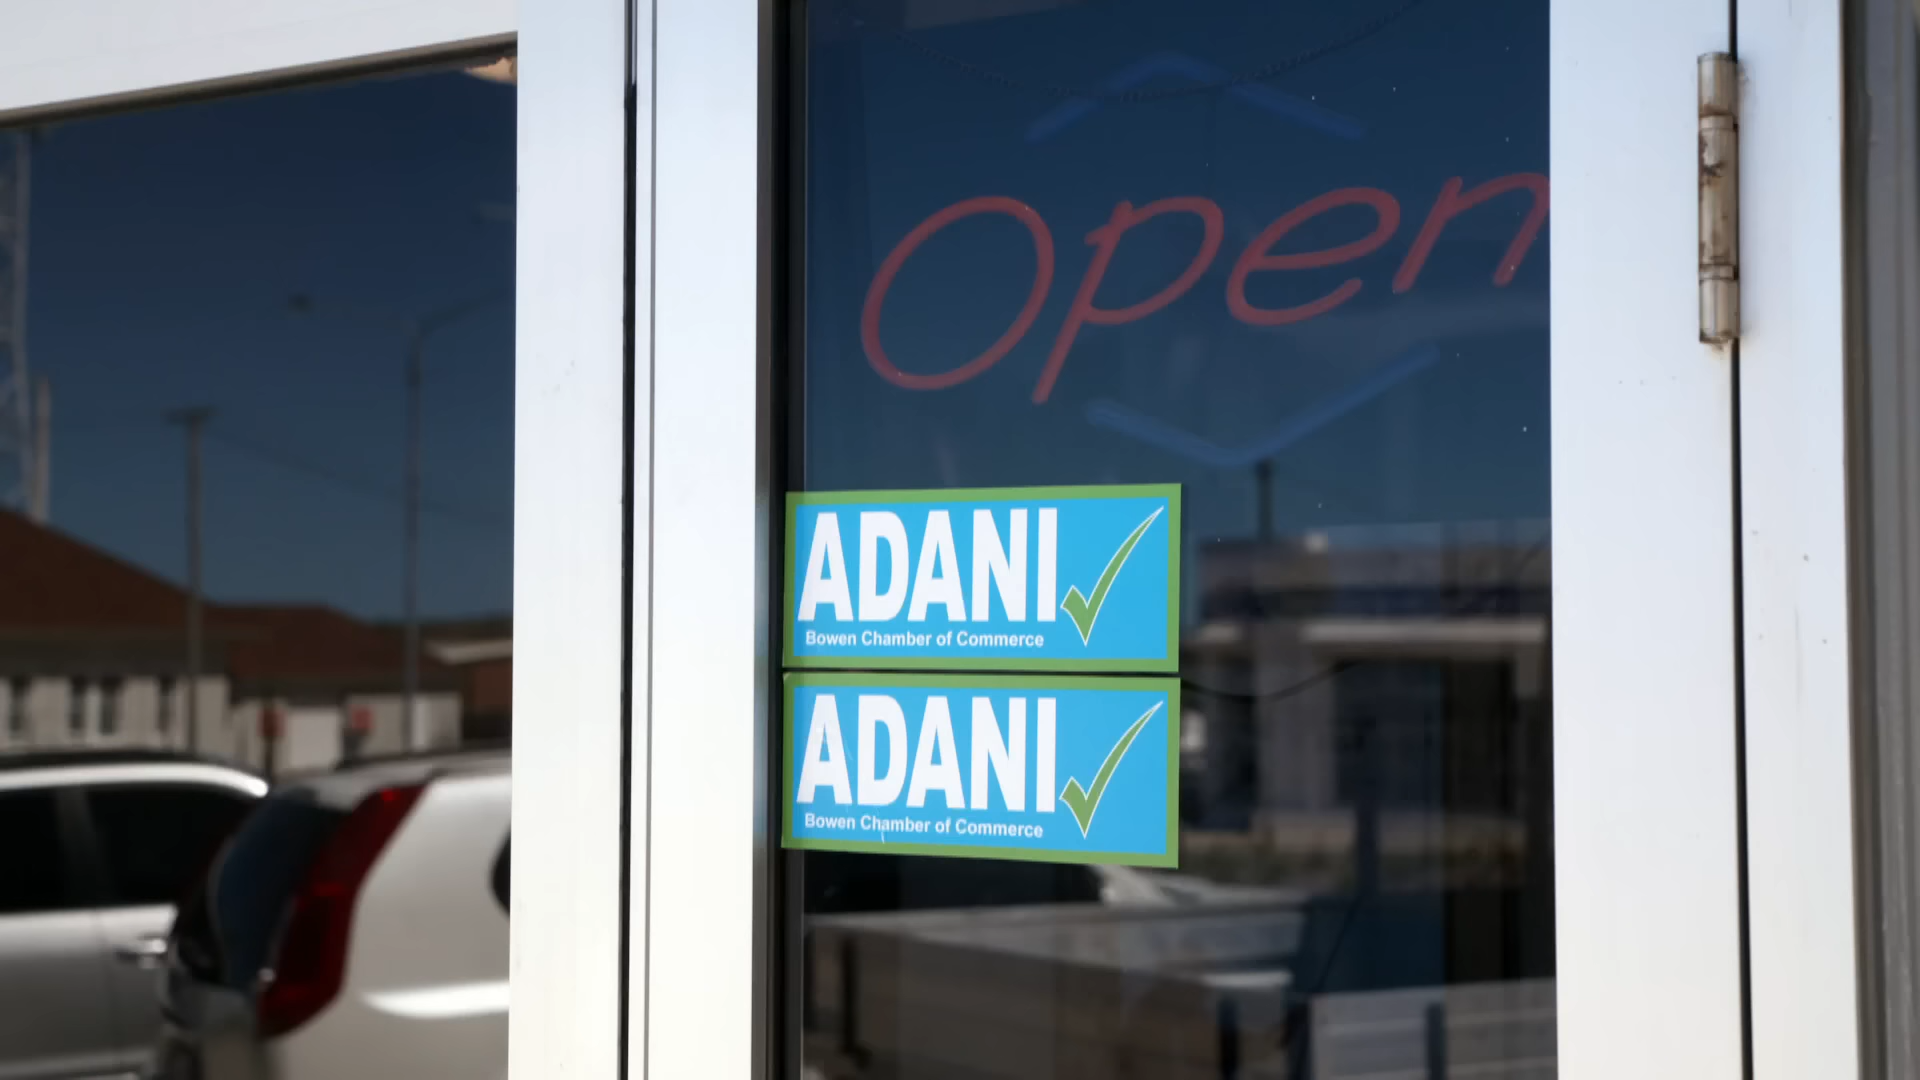 Open
ADANI
Bowen Chamber of Commerce
ADANI
Bowen Chamber of Commerce